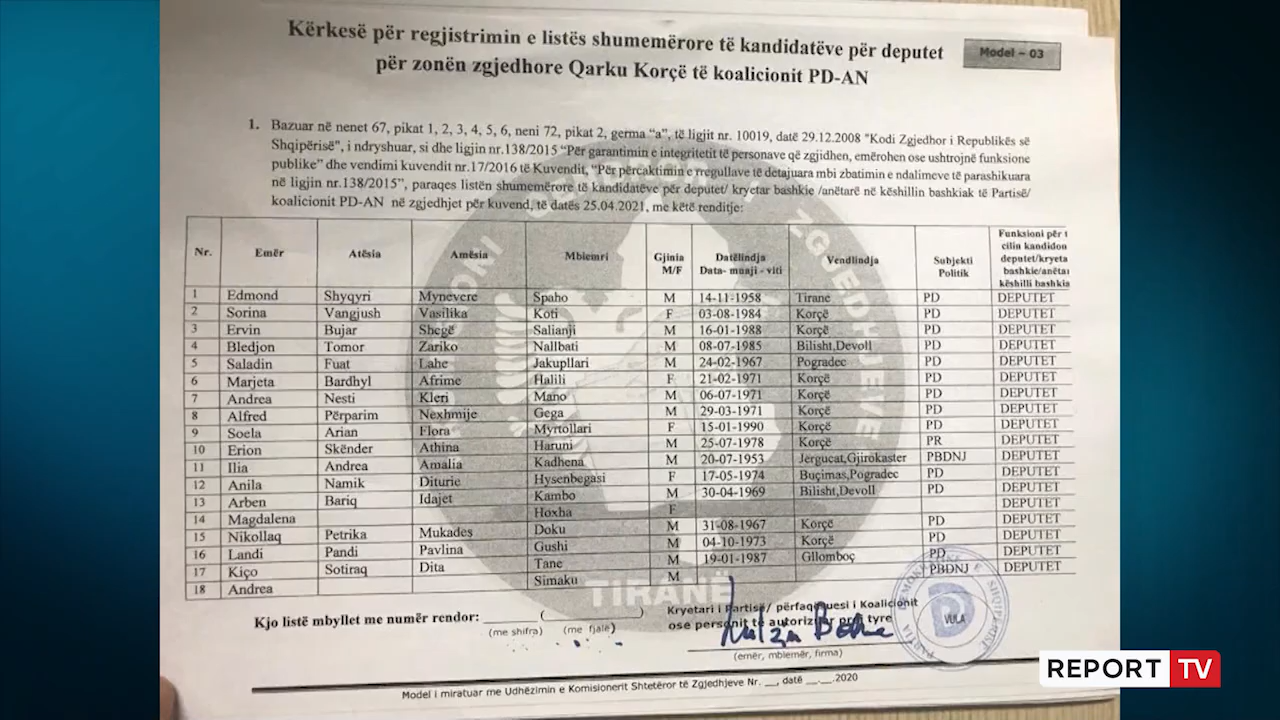 Kërkesë për regjistrimin e listës shumemërore të kandidatëve për deputet
për zonën zgjedhore Qarku Korçë të koalicionit PD-AN
Model – 03
1. Bazuar në nenet 67, pikat 1, 2, 3, 4, 5, 6, neni 72, pikat 2, germa “a”, të ligjit nr. 10019, datë 29.12.2008 "Kodi Zgjedhor i Republikës së
Shqipërisë", i ndryshuar, si dhe ligjin nr.138/2015 “Për garantimin e integritetit të personave që zgjidhen, emërohen ose ushtrojnë funksione
publike” dhe vendimi kuvendit nr.17/2016 të Kuvendit, “Për përcaktimin e rregullave të detajuara mbi zbatimin e ndalimeve të parashikuara
në ligjin nr.138/2015”, paraqes listën shumemërore të kandidatëve për deputet/ kryetar bashkie /anëtarë në këshillin bashkiak të Partisë/
koalicionit PD-AN në zgjedhjet për kuvend, të datës 25.04.2021, me këtë renditje:
Nr. Emër Atësia Amësia Mbiemri Gjinia M/F Datëlindja Data- muaji - viti Vendlindja Subjekti Politik Funksioni për t cilin kandidon deputet/kryeta bashkie/anëtar këshilli bashkia
1 Edmond Shyqyri Mynevere Spaho M 14-11-1958 Tiranë PD DEPUTET
2 Sorina Vangjush Vasilika Koti F 03-08-1984 Korçë PD DEPUTET
3 Ervin Bujar Shegë Salianji M 16-01-1988 Korçë PD DEPUTET
4 Bledjon Tomor Zariko Nallbati M 08-07-1985 Bilisht,Devoll PD DEPUTET
5 Saladin Fuat Lahe Jakupllari M 24-02-1967 Pogradec PD DEPUTET
6 Marjeta Bardhyl Afrime Halili F 21-02-1971 Korçë PD DEPUTET
7 Andrea Nesti Kleri Mano M 06-07-1971 Korçë PD DEPUTET
8 Alfred Përparim Nexhmije Gega M 29-03-1971 Korçë PD DEPUTET
9 Soela Arian Flora Myrtollari F 15-01-1990 Korçë PD DEPUTET
10 Erion Skënder Athina Haruni M 25-07-1978 Korçë PR DEPUTET
11 Ilia Andrea Amalia Kadhena M 20-07-1953 Jergucat,Gjirokaster PBDNJ DEPUTET
12 Anila Namik Diturie Hysenbegasi F 17-05-1974 Buçimas,Pogradec PD DEPUTET
13 Arben Bariq Idajet Kambo M 30-04-1969 Bilisht,Devoll PD DEPUTET
14 Magdalena Hoxha F DEPUTET
15 Nikollaq Petrika Mukades Doku M 31-08-1967 Korçë PD DEPUTET
16 Landi Pandi Pavlina Gushi M 04-10-1973 Korçë PD DEPUTET
17 Kiço Sotiraq Dita Tane M 19-01-1987 Gllomboç PD DEPUTET
18 Andrea Simaku M PBDNJ DEPUTET
Kjo listë mbyllet me numër rendor: ______ (____________)
(me shifra) (me fjalë)
Kryetari i Partisë/ përfaqësuesi i Koalicionit
ose personit të autorizuar prej tyre
(emër, mbiemër, firma)
VULA
TIRANË
ZGJEDHJEVE
Model i miratuar me Udhëzimin e Komisionerit Shtetëror të Zgjedhjeve Nr. __, datë __.__.2020
REPORT TV